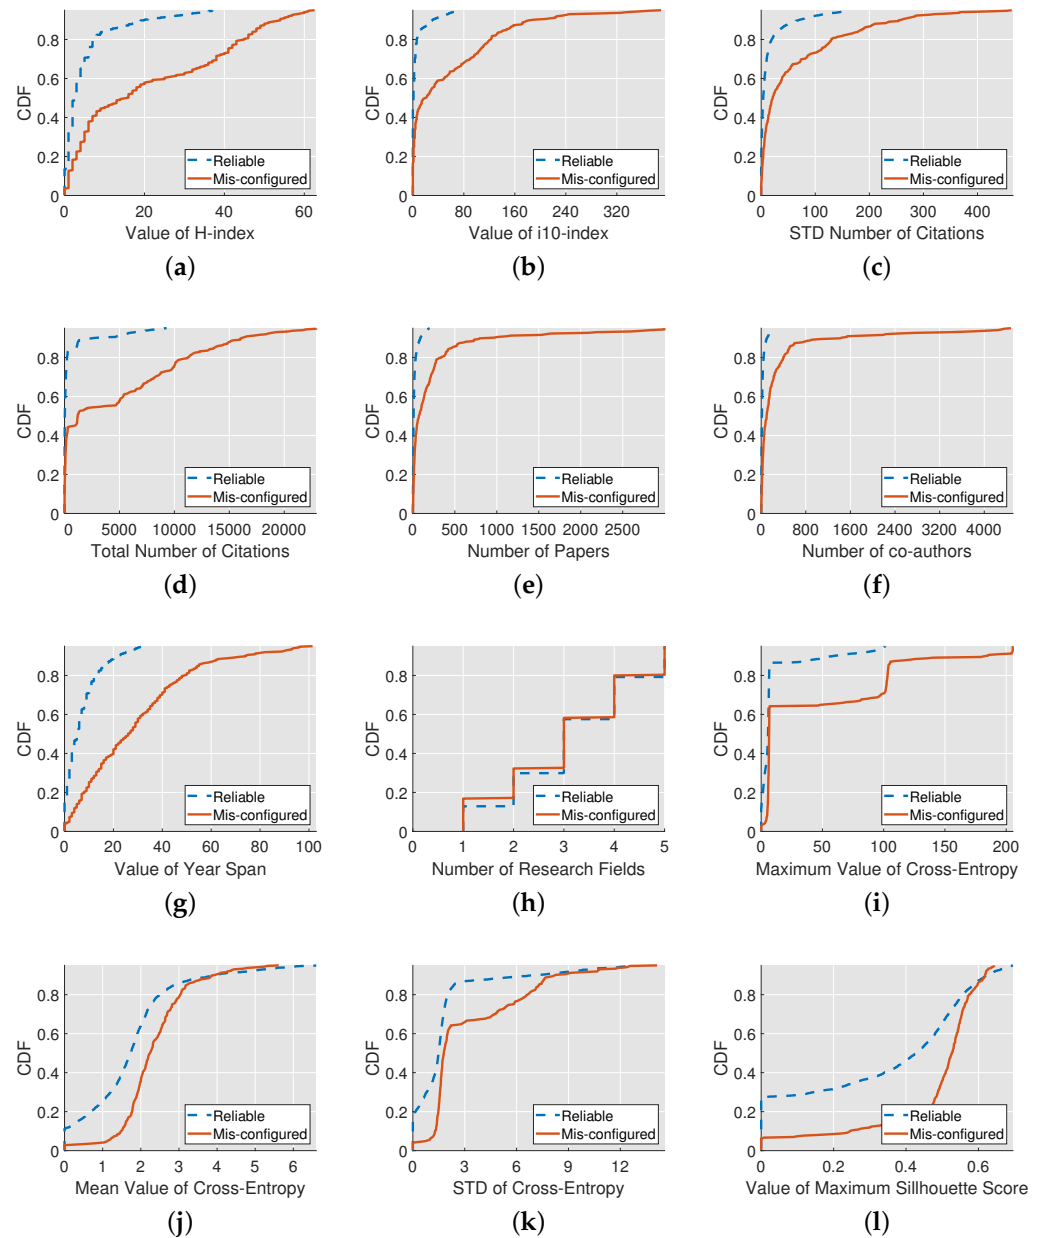 CDF
0.8
0.6
0.4
0.2
0
Reliable
Mis-configured
0 20 40 60
Value of H-index
(a)
CDF
0.8
0.6
0.4
0.2
0
Reliable
Mis-configured
0 80 160 240 320
Value of i10-index
(b)
CDF
0.8
0.6
0.4
0.2
0
Reliable
Mis-configured
0 100 200 300 400
STD Number of Citations
(c)
CDF
0.8
0.6
0.4
0.2
0
Reliable
Mis-configured
0 5000 10000 15000 20000
Total Number of Citations
(d)
CDF
0.8
0.6
0.4
0.2
0
Reliable
Mis-configured
0 500 1000 1500 2000 2500
Number of Papers
(e)
CDF
0.8
0.6
0.4
0.2
0
Reliable
Mis-configured
0 800 1600 2400 3200 4000
Number of co-authors
(f)
CDF
0.8
0.6
0.4
0.2
0
Reliable
Mis-configured
0 20 40 60 80 100
Value of Year Span
(g)
CDF
0.8
0.6
0.4
0.2
0
Reliable
Mis-configured
0 1 2 3 4 5
Number of Research Fields
(h)
CDF
0.8
0.6
0.4
0.2
0
Reliable
Mis-configured
0 50 100 150 200
Maximum Value of Cross-Entropy
(i)
CDF
0.8
0.6
0.4
0.2
0
Reliable
Mis-configured
0 1 2 3 4 5 6
Mean Value of Cross-Entropy
(j)
CDF
0.8
0.6
0.4
0.2
0
Reliable
Mis-configured
0 3 6 9 12
STD of Cross-Entropy
(k)
CDF
0.8
0.6
0.4
0.2
0
Reliable
Mis-configured
0 0.2 0.4 0.6
Value of Maximum Sillhouette Score
(l)